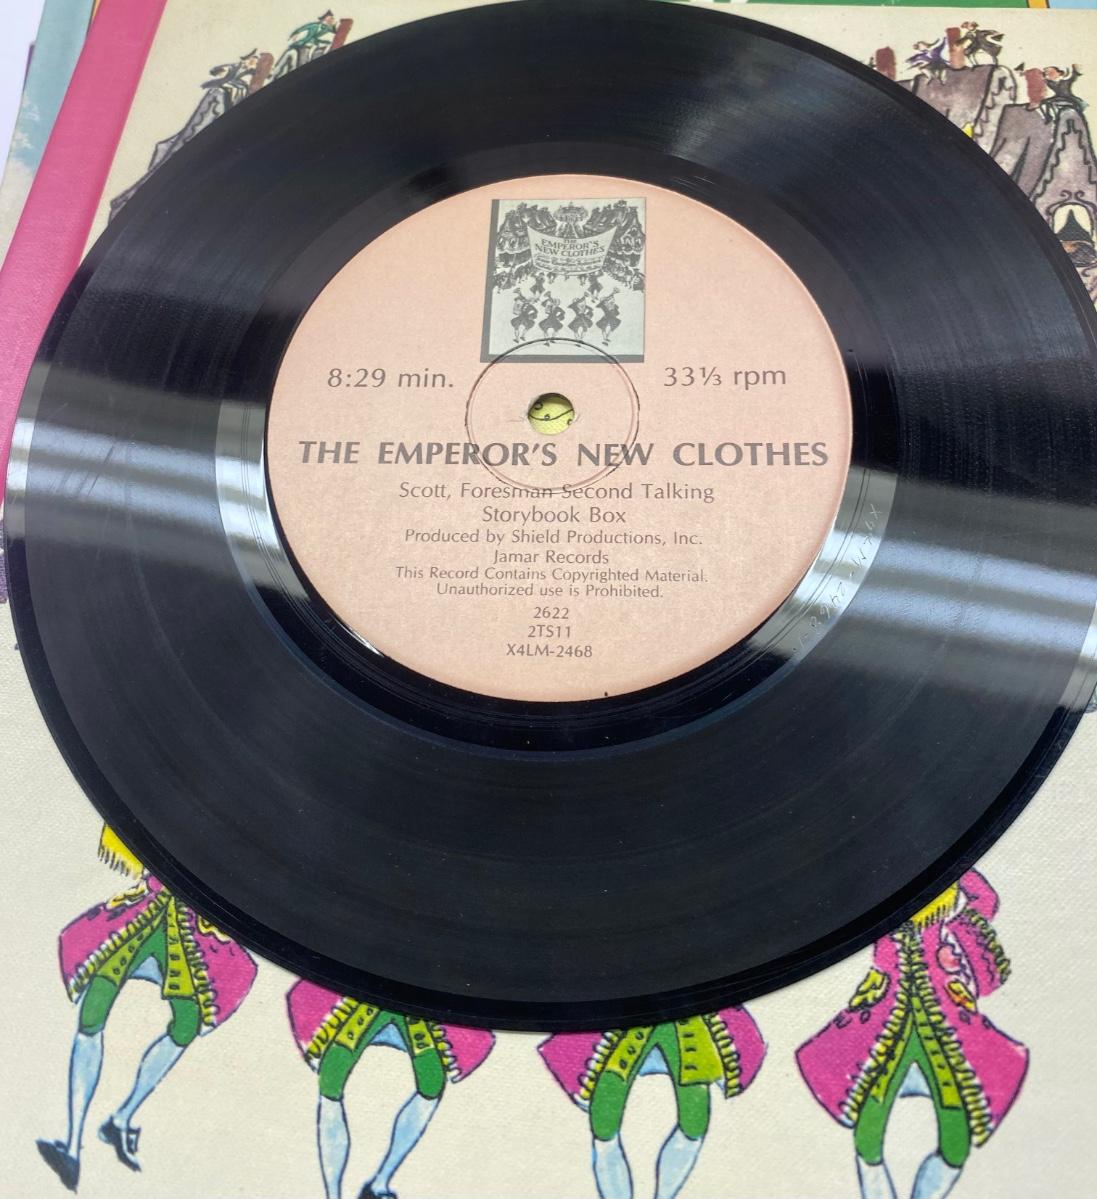 THE
EMPEROR'S
NEW CLOTHES
8:29 min.
33⅓ rpm
THE EMPEROR'S NEW CLOTHES
Scott, Foresman Second Talking
Storybook Box
Produced by Shield Productions, Inc.
Jamar Records
This Record Contains Copyrighted Material.
Unauthorized use is Prohibited.
2622
2TS11
X4LM-2468